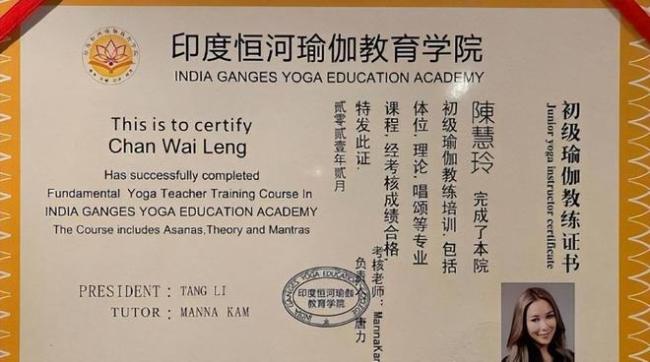 印度恒河瑜伽教育学院
INDIA GANGES YOGA EDUCATION ACADEMY
This is to certify
Chan Wai Leng
Has successfully completed
Fundamental Yoga Teacher Training Course In
INDIA GANGES YOGA EDUCATION ACADEMY
The Course includes Asanas,Theory and Mantras
PRESIDENT : TANG LI
TUTOR : MANNA KAM
初级瑜伽教练证书
Junior yoga instructor certificate
陳慧玲 完成了本院
初级瑜伽教练培训,包括
体位,理论,唱颂等专业
课程,经考核成绩合格
特发此证.
贰零贰壹年贰月
考核老师:MannaKam
负责 唐力
印度恒河瑜伽
教育学院